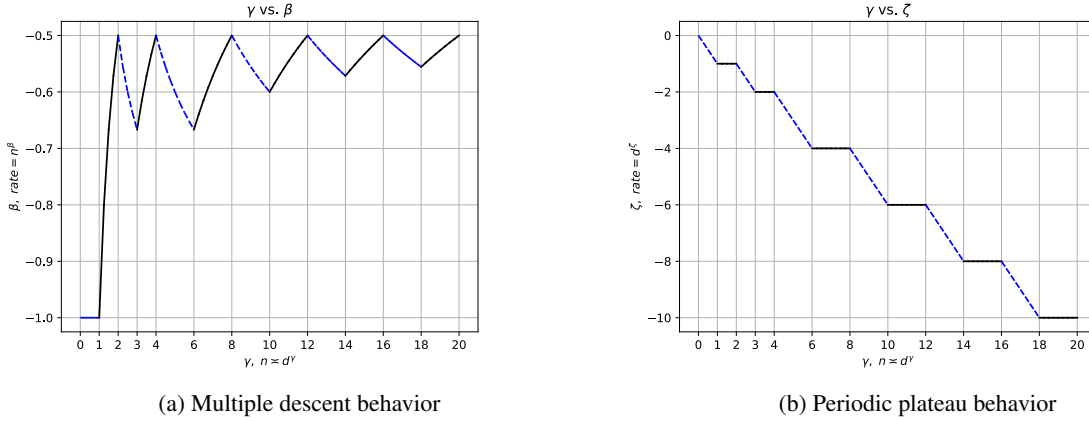 γ vs. β
−0.5
−0.6
−0.7
−0.8
−0.9
−1.0
β, rate = n^β
0 1 2 3 4 6 8 10 12 14 16 18 20
γ, n ≍ d^γ
(a) Multiple descent behavior
γ vs. ζ
0
−2
−4
−6
−8
−10
ζ, rate = d^ζ
0 1 2 3 4 6 8 10 12 14 16 18 20
γ, n ≍ d^γ
(b) Periodic plateau behavior